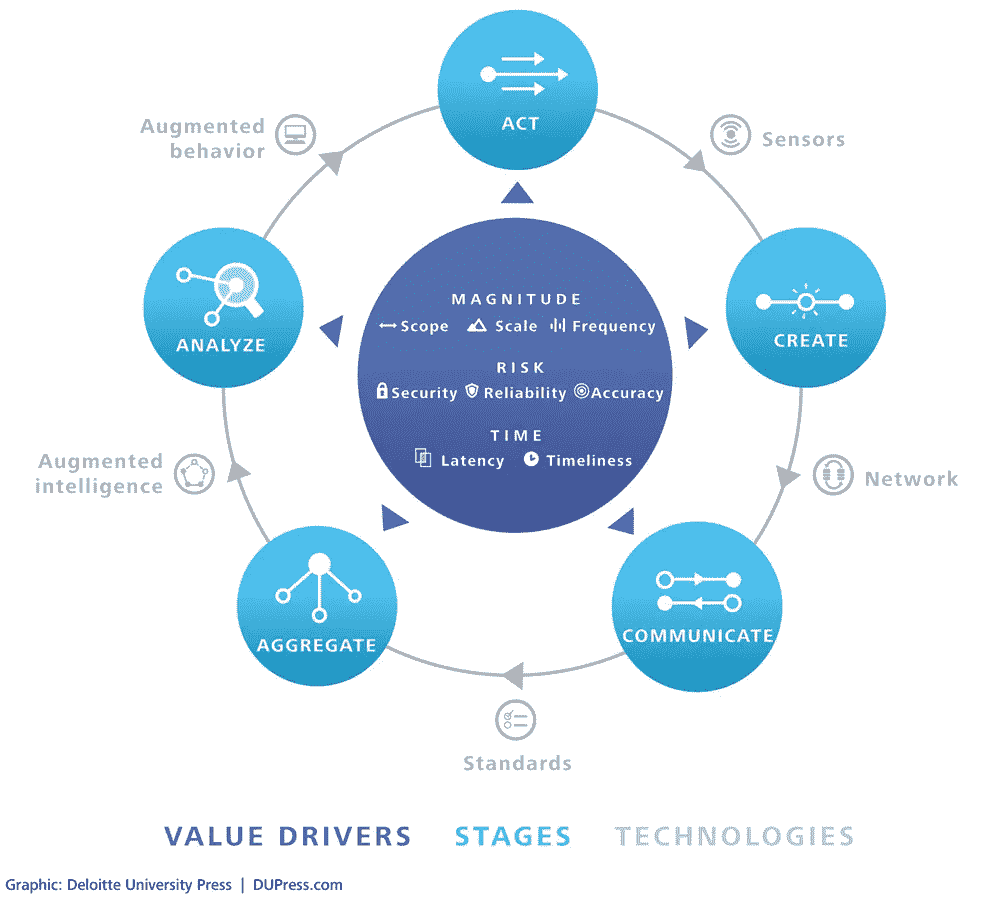 ACT
Augmented
behavior
Sensors
ANALYZE
CREATE
MAGNITUDE
Scope Scale Frequency
RISK
Security Reliability Accuracy
TIME
Latency Timeliness
Augmented
intelligence
Network
AGGREGATE
COMMUNICATE
Standards
VALUE DRIVERS STAGES TECHNOLOGIES
Graphic: Deloitte University Press | DUPress.com